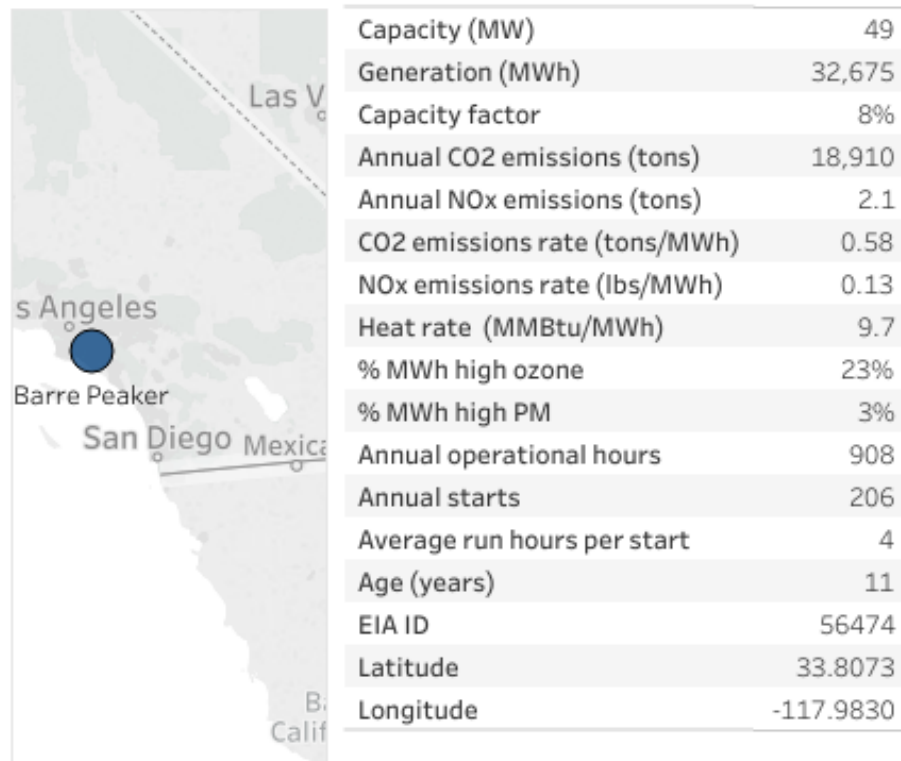 Las V
s Angeles
Barre Peaker
San Diego
Mexica
Ba
Calif
Capacity (MW) 49
Generation (MWh) 32,675
Capacity factor 8%
Annual CO2 emissions (tons) 18,910
Annual NOx emissions (tons) 2.1
CO2 emissions rate (tons/MWh) 0.58
NOx emissions rate (lbs/MWh) 0.13
Heat rate (MMBtu/MWh) 9.7
% MWh high ozone 23%
% MWh high PM 3%
Annual operational hours 908
Annual starts 206
Average run hours per start 4
Age (years) 11
EIA ID 56474
Latitude 33.8073
Longitude -117.9830